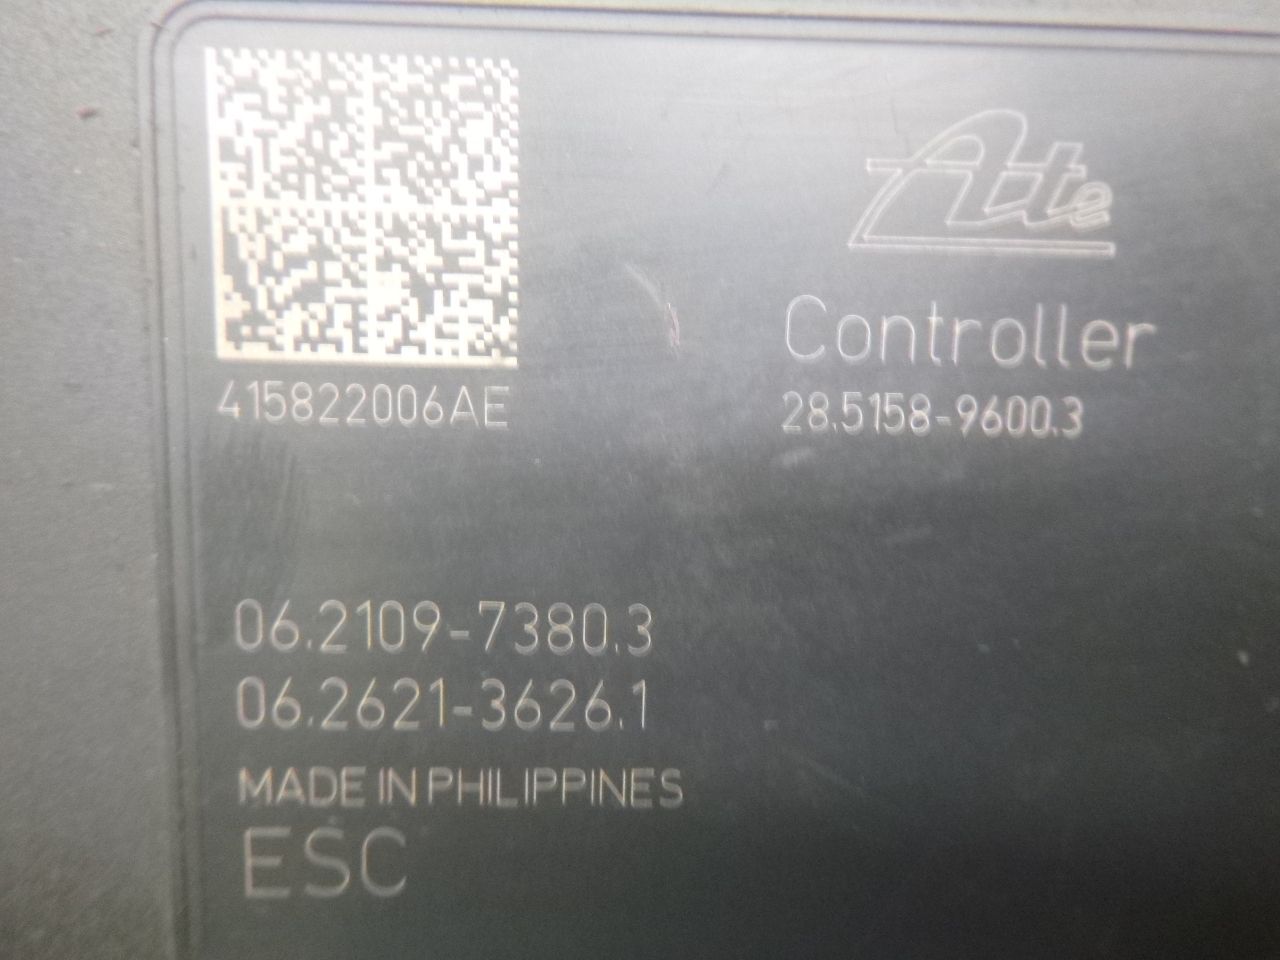 Ate
Controller
415822006AE
28.5158-9600.3
06.2109-7380.3
06.2621-3626.1
MADE IN PHILIPPINES
ESC